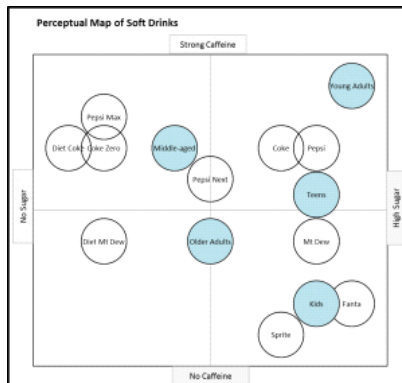 Perceptual Map of Soft Drinks
Strong Caffeine
Young Adults
Pepsi Max
Diet Coke
Coke Zero
Middle-aged
Coke
Pepsi
Pepsi Next
No Sugar
Teens
High Sugar
Diet Mt Dew
Older Adults
Mt Dew
Kids
Fanta
Sprite
No Caffeine